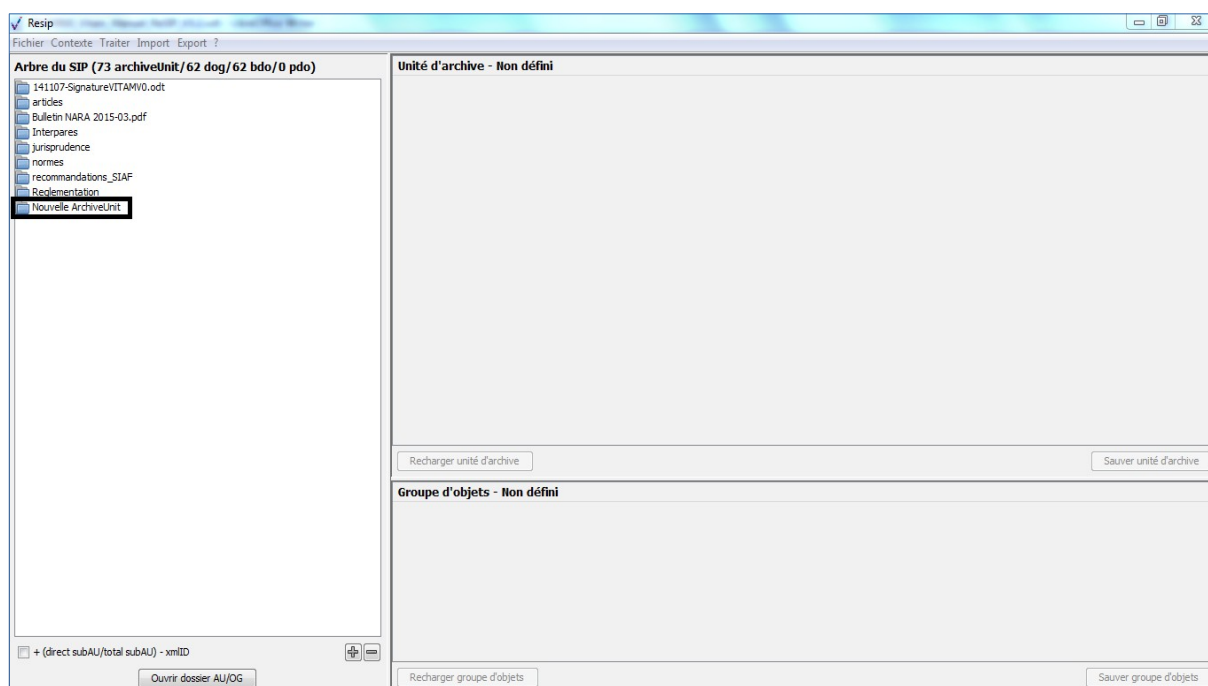 Resip
Fichier Contexte Traiter Import Export ?
Arbre du SIP (73 archiveUnit/62 dog/62 bdo/0 pdo)
141107-SignatureVITAMV0.odt
articles
Bulletin NARA 2015-03.pdf
Interpares
jurisprudence
normes
recommandations_SIAF
Reglementation
Nouvelle ArchiveUnit
+ (direct subAU/total subAU) - xmlID
Ouvrir dossier AU/OG
Unité d'archive - Non défini
Recharger unité d'archive
Sauver unité d'archive
Groupe d'objets - Non défini
Recharger groupe d'objets
Sauver groupe d'objets